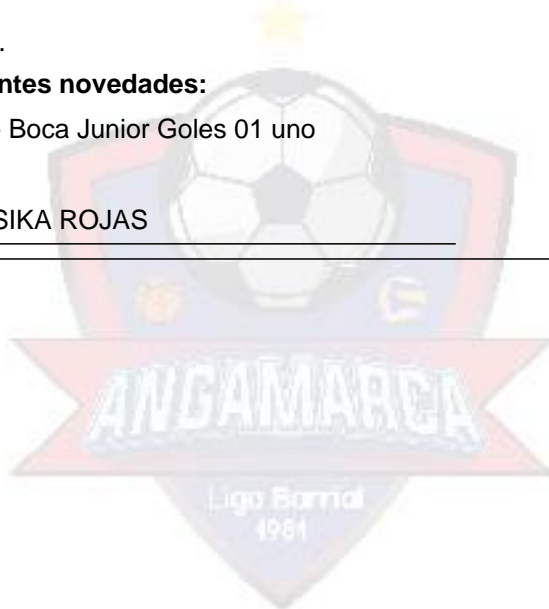 .
ntes novedades:
Boca Junior Goles 01 uno
SIKA ROJAS
ANGAMARCA
Liga Barrial
1981